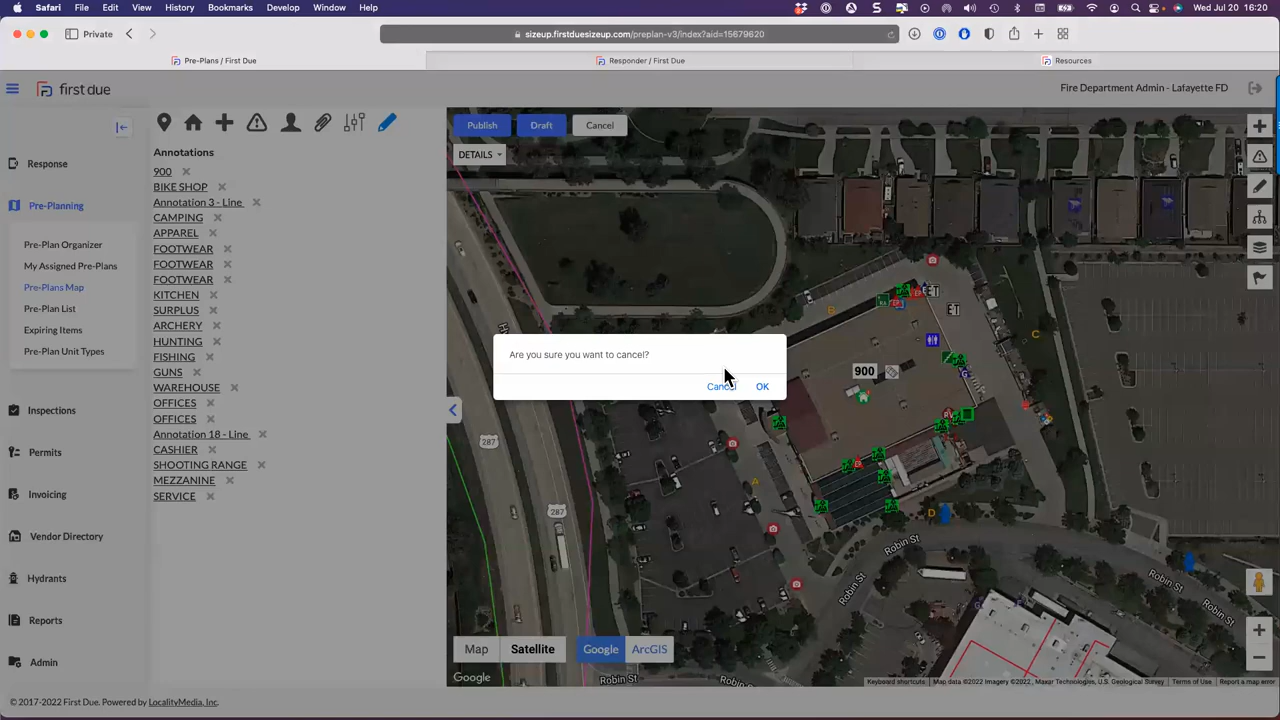 Safari File Edit View History Bookmarks Develop Window Help Wed Jul 20 16:20
Private sizeup.firstduesizeup.com/preplan-v3/index?aid=15679620
Pre-Plans / First Due Responder / First Due Resources
first due Fire Department Admin - Lafayette FD
Response
Pre-Planning
Pre-Plan Organizer
My Assigned Pre-Plans
Pre-Plans Map
Pre-Plan List
Expiring Items
Pre-Plan Unit Types
Inspections
Permits
Invoicing
Vendor Directory
Hydrants
Reports
Admin
Annotations
900 ×
BIKE SHOP ×
Annotation 3 - Line ×
CAMPING ×
APPAREL ×
FOOTWEAR ×
FOOTWEAR ×
FOOTWEAR ×
KITCHEN ×
SURPLUS ×
ARCHERY ×
HUNTING ×
FISHING ×
GUNS ×
WAREHOUSE ×
OFFICES ×
OFFICES ×
Annotation 18 - Line ×
CASHIER ×
SHOOTING RANGE ×
MEZZANINE ×
SERVICE ×
Publish Draft Cancel
DETAILS
Are you sure you want to cancel?
Cancel OK
B
ET
ET
C
900
G
RV
287
A
287
D
Robin St
Robin St
Robin St
Robin St
Robin St
Map Satellite Google ArcGIS
Google
Keyboard shortcuts Map data ©2022 Imagery ©2022 , Maxar Technologies, U.S. Geological Survey Terms of Use Report a map error
© 2017-2022 First Due. Powered by LocalityMedia, Inc.